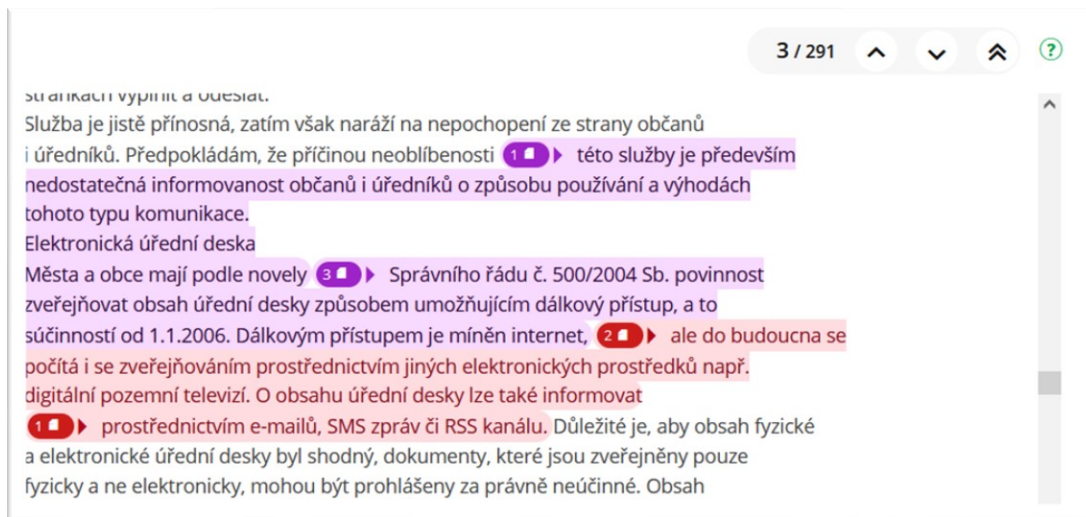 3 / 291
stránkách vyplnit a odeslat.
Služba je jistě přínosná, zatím však naráží na nepochopení ze strany občanů
i úředníků. Předpokládám, že příčinou neoblíbenosti 1 této služby je především
nedostatečná informovanost občanů i úředníků o způsobu používání a výhodách
tohoto typu komunikace.
Elektronická úřední deska
Města a obce mají podle novely 3 Správního řádu č. 500/2004 Sb. povinnost
zveřejňovat obsah úřední desky způsobem umožňujícím dálkový přístup, a to
súčinností od 1.1.2006. Dálkovým přístupem je míněn internet, 2 ale do budoucna se
počítá i se zveřejňováním prostřednictvím jiných elektronických prostředků např.
digitální pozemní televizí. O obsahu úřední desky lze také informovat
1 prostřednictvím e-mailů, SMS zpráv či RSS kanálu. Důležité je, aby obsah fyzické
a elektronické úřední desky byl shodný, dokumenty, které jsou zveřejněny pouze
fyzicky a ne elektronicky, mohou být prohlášeny za právně neúčinné. Obsah